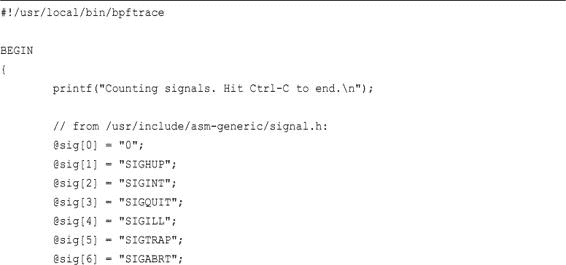 #!/usr/local/bin/bpftrace
BEGIN
{
printf("Counting signals. Hit Ctrl-C to end.\n");
// from /usr/include/asm-generic/signal.h:
@sig[0] = "0";
@sig[1] = "SIGHUP";
@sig[2] = "SIGINT";
@sig[3] = "SIGQUIT";
@sig[4] = "SIGILL";
@sig[5] = "SIGTRAP";
@sig[6] = "SIGABRT";